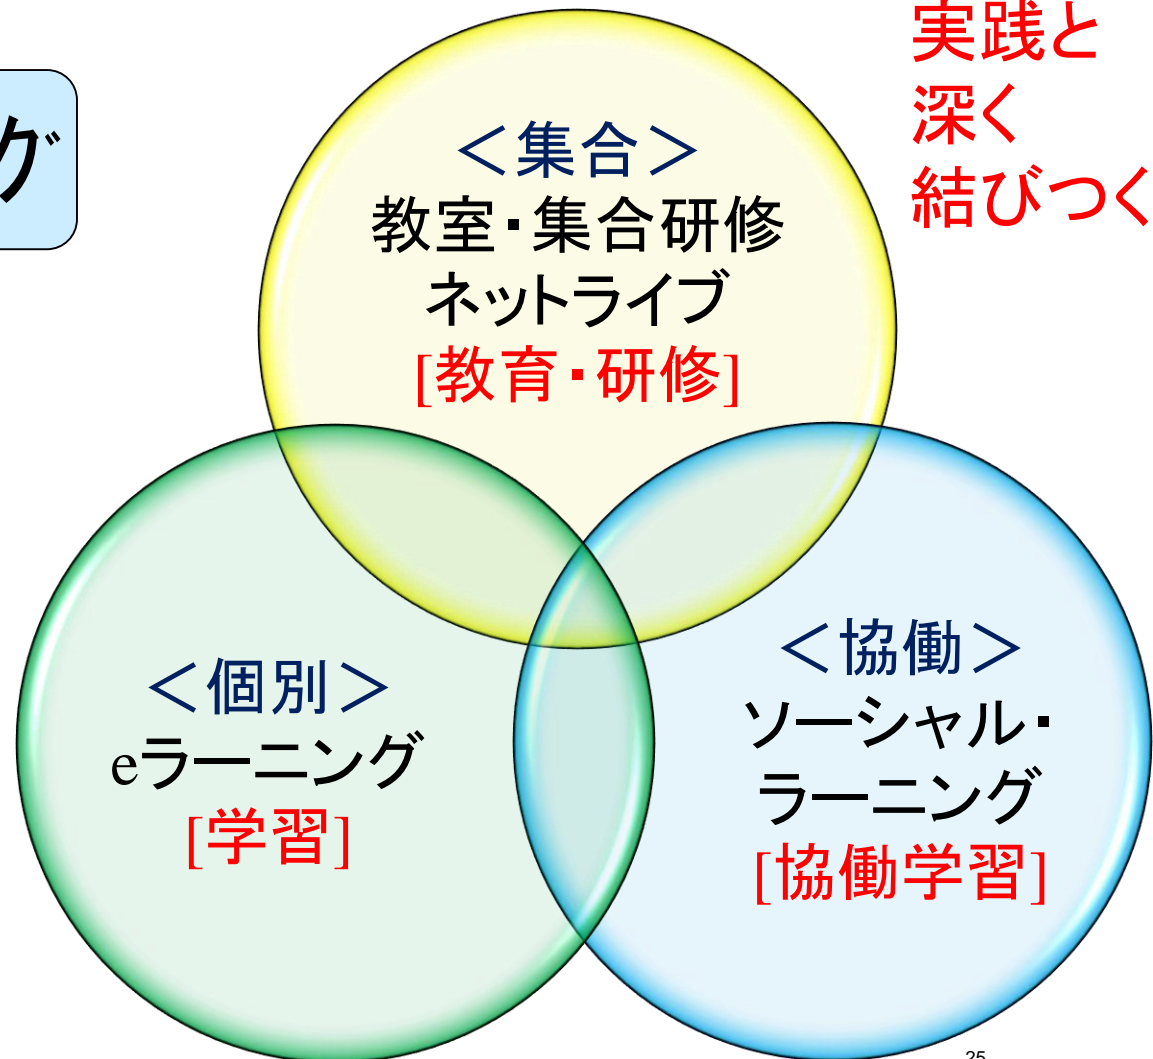 実践と
深く
結びつく
グ
＜集合＞
教室・集合研修
ネットライブ
[教育・研修]
＜個別＞
eラーニング
[学習]
＜協働＞
ソーシャル・
ラーニング
[協働学習]
25